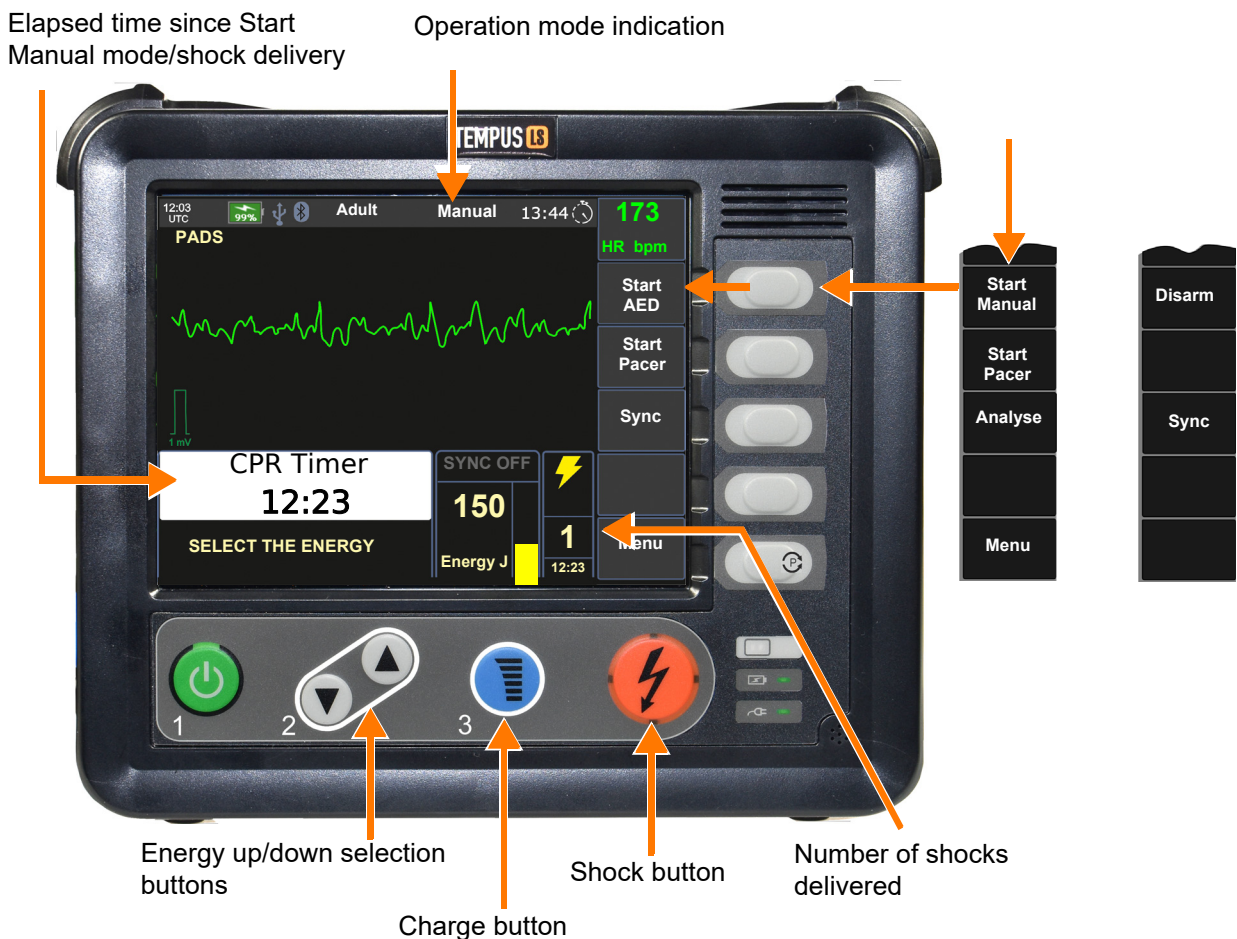 Elapsed time since Start
Manual mode/shock delivery
Operation mode indication
TEMPUS LS
12:03
UTC
99%
Adult
Manual
13:44
173
HR bpm
PADS
Start
AED
Start
Pacer
Sync
1 mV
CPR Timer
12:23
SELECT THE ENERGY
SYNC OFF
150
Energy J
1
12:23
Menu
P
Start
Manual
Start
Pacer
Analyse
Menu
Disarm
Sync
1
2
3
Energy up/down selection
buttons
Charge button
Shock button
Number of shocks
delivered